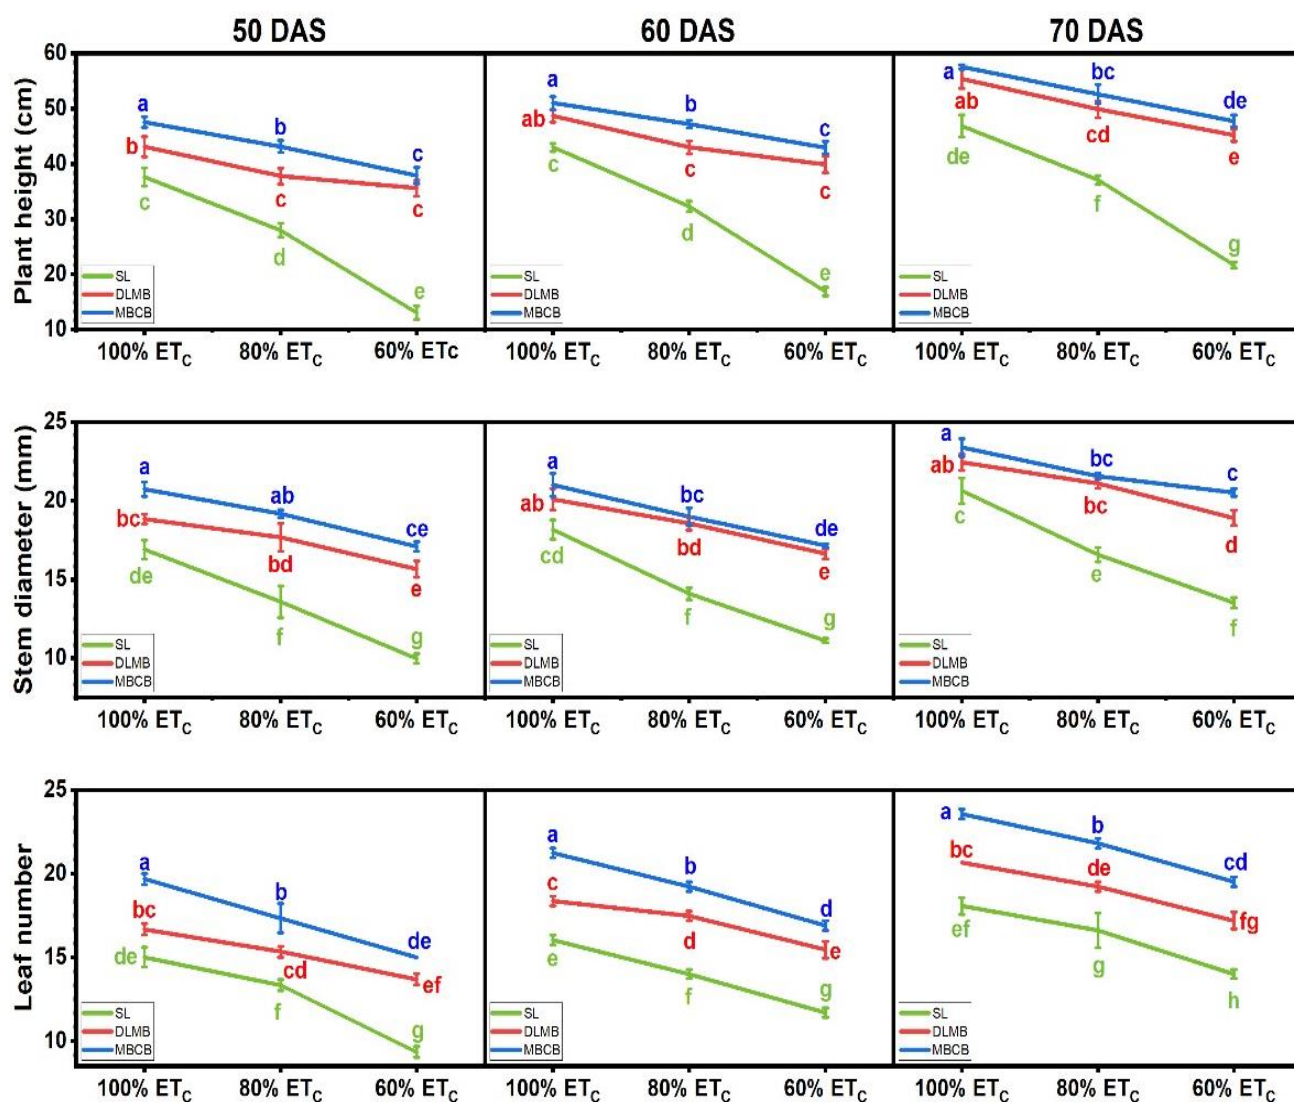 50 DAS 60 DAS 70 DAS
Plant height (cm)
60
50
40
30
20
10
a b c
b c c
c d e
SL
DLMB
MBCB
a b c
ab c c
c d e
SL
DLMB
MBCB
a bc de
ab cd e
de f g
SL
DLMB
MBCB
100% ETC 80% ETC 60% ETc 100% ETC 80% ETC 60% ETC 100% ETC 80% ETC 60% ETC
Stem diameter (mm)
25
20
15
10
a ab ce
bc bd e
de f g
SL
DLMB
MBCB
a bc de
ab bd e
cd f g
SL
DLMB
MBCB
a bc c
ab bc d
c e f
SL
DLMB
MBCB
100% ETC 80% ETC 60% ETC 100% ETC 80% ETC 60% ETC 100% ETC 80% ETC 60% ETC
Leaf number
25
20
15
10
a b de
bc cd ef
de f g
SL
DLMB
MBCB
a b d
c d e
e f g
SL
DLMB
MBCB
a b cd
bc de fg
ef g h
SL
DLMB
MBCB
100% ETC 80% ETC 60% ETC 100% ETC 80% ETC 60% ETC 100% ETC 80% ETC 60% ETC